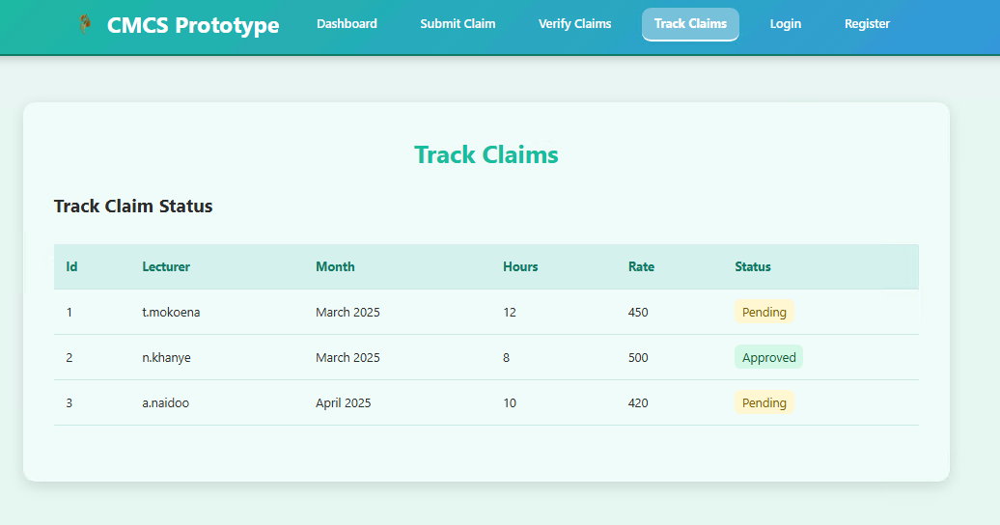 CMCS Prototype Dashboard Submit Claim Verify Claims Track Claims Login Register
Track Claims
Track Claim Status
Id Lecturer Month Hours Rate Status
1 t.mokoena March 2025 12 450 Pending
2 n.khanye March 2025 8 500 Approved
3 a.naidoo April 2025 10 420 Pending